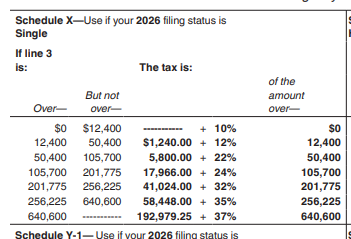 Schedule X—Use if your 2026 filing status is
Single
If line 3
is: The tax is:
of the
But not amount
Over— over— over—
$0 $12,400 ----------- + 10% $0
12,400 50,400 $1,240.00 + 12% 12,400
50,400 105,700 5,800.00 + 22% 50,400
105,700 201,775 17,966.00 + 24% 105,700
201,775 256,225 41,024.00 + 32% 201,775
256,225 640,600 58,448.00 + 35% 256,225
640,600 ----------- 192,979.25 + 37% 640,600
Schedule Y-1— Use if your 2026 filing status is